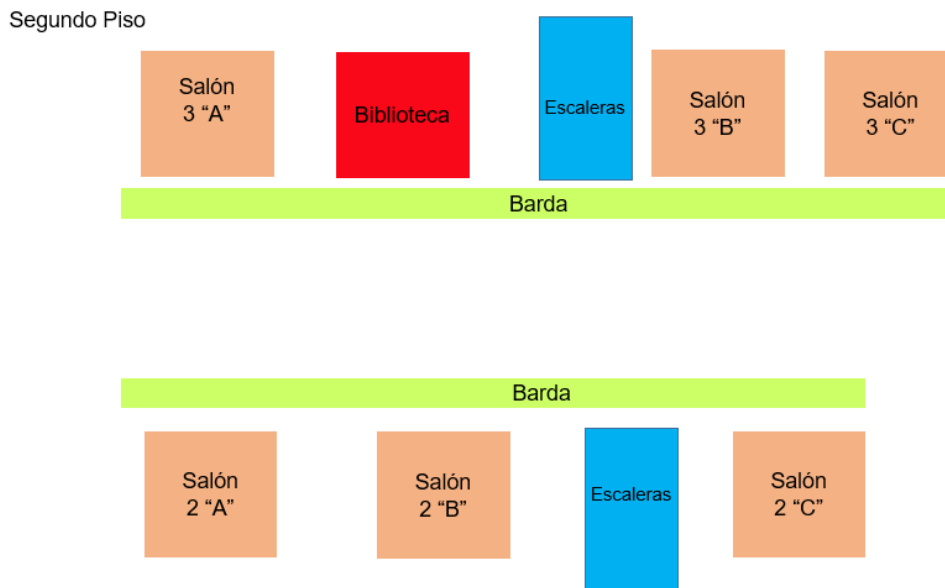 Segundo Piso
Salón
3 “A”
Biblioteca
Escaleras
Salón
3 “B”
Salón
3 “C”
Barda
Barda
Salón
2 “A”
Salón
2 “B”
Escaleras
Salón
2 “C”